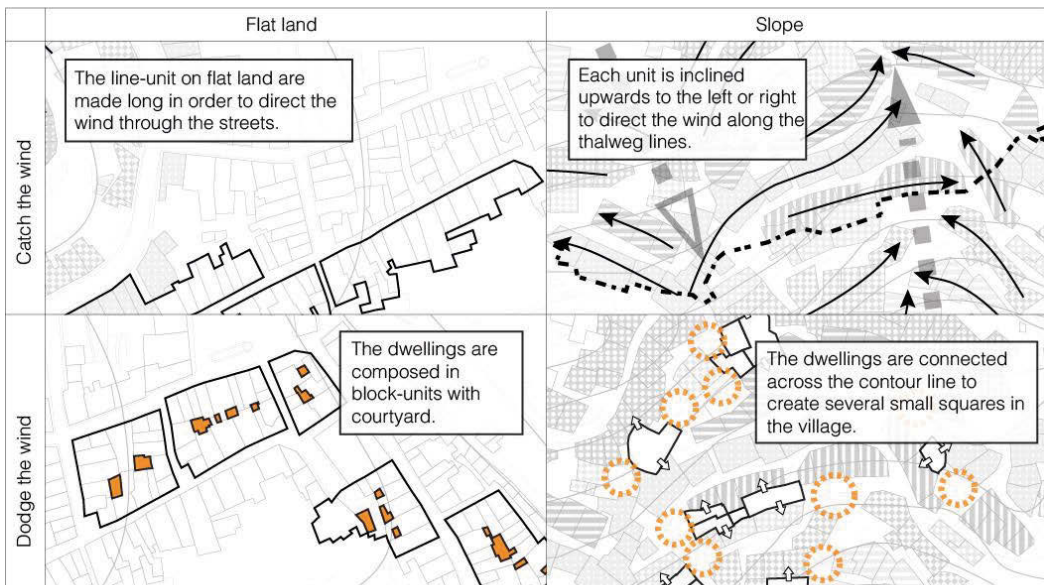 Flat land
Slope
Catch the wind
The line-unit on flat land are
made long in order to direct the
wind through the streets.
Each unit is inclined
upwards to the left or right
to direct the wind along the
thalweg lines.
Dodge the wind
The dwellings are
composed in
block-units with
courtyard.
The dwellings are connected
across the contour line to
create several small squares in
the village.